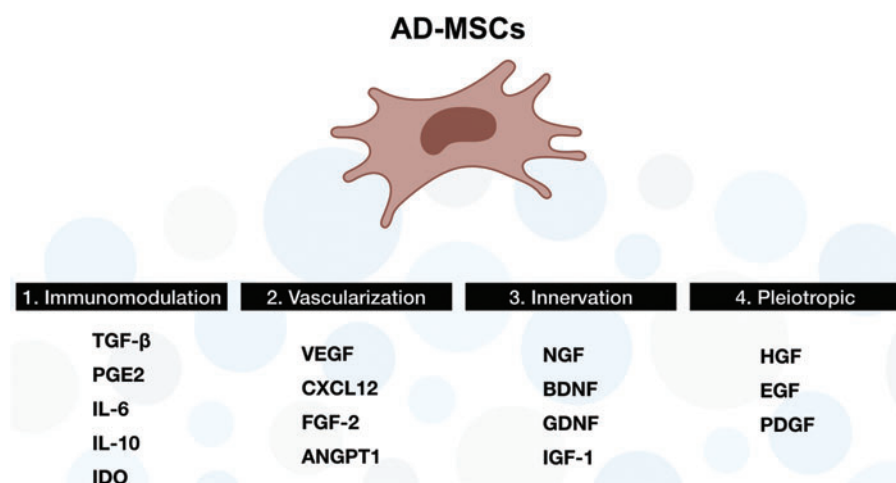 AD-MSCs
1. Immunomodulation
TGF-β
PGE2
IL-6
IL-10
IDO
2. Vascularization
VEGF
CXCL12
FGF-2
ANGPT1
3. Innervation
NGF
BDNF
GDNF
IGF-1
4. Pleiotropic
HGF
EGF
PDGF